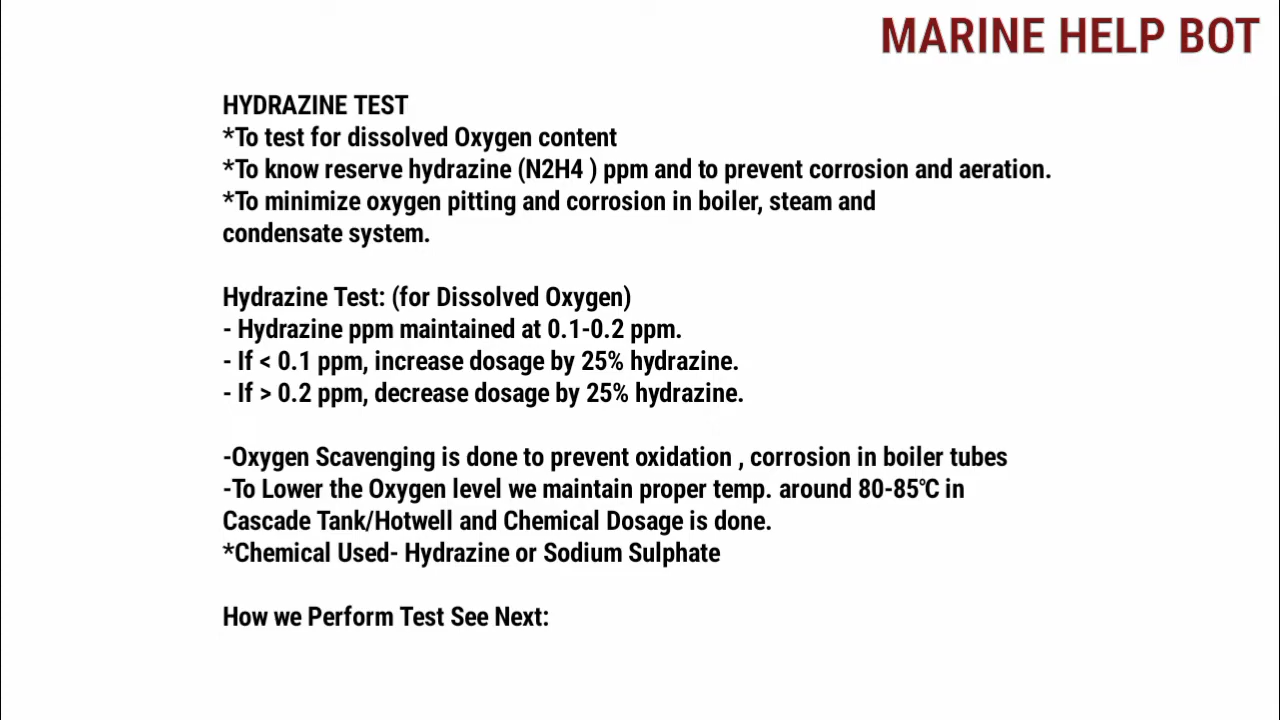 MARINE HELP BOT
HYDRAZINE TEST
*To test for dissolved Oxygen content
*To know reserve hydrazine (N2H4 ) ppm and to prevent corrosion and aeration.
*To minimize oxygen pitting and corrosion in boiler, steam and
condensate system.
Hydrazine Test: (for Dissolved Oxygen)
- Hydrazine ppm maintained at 0.1-0.2 ppm.
- If < 0.1 ppm, increase dosage by 25% hydrazine.
- If > 0.2 ppm, decrease dosage by 25% hydrazine.
-Oxygen Scavenging is done to prevent oxidation , corrosion in boiler tubes
-To Lower the Oxygen level we maintain proper temp. around 80-85℃ in
Cascade Tank/Hotwell and Chemical Dosage is done.
*Chemical Used- Hydrazine or Sodium Sulphate
How we Perform Test See Next: